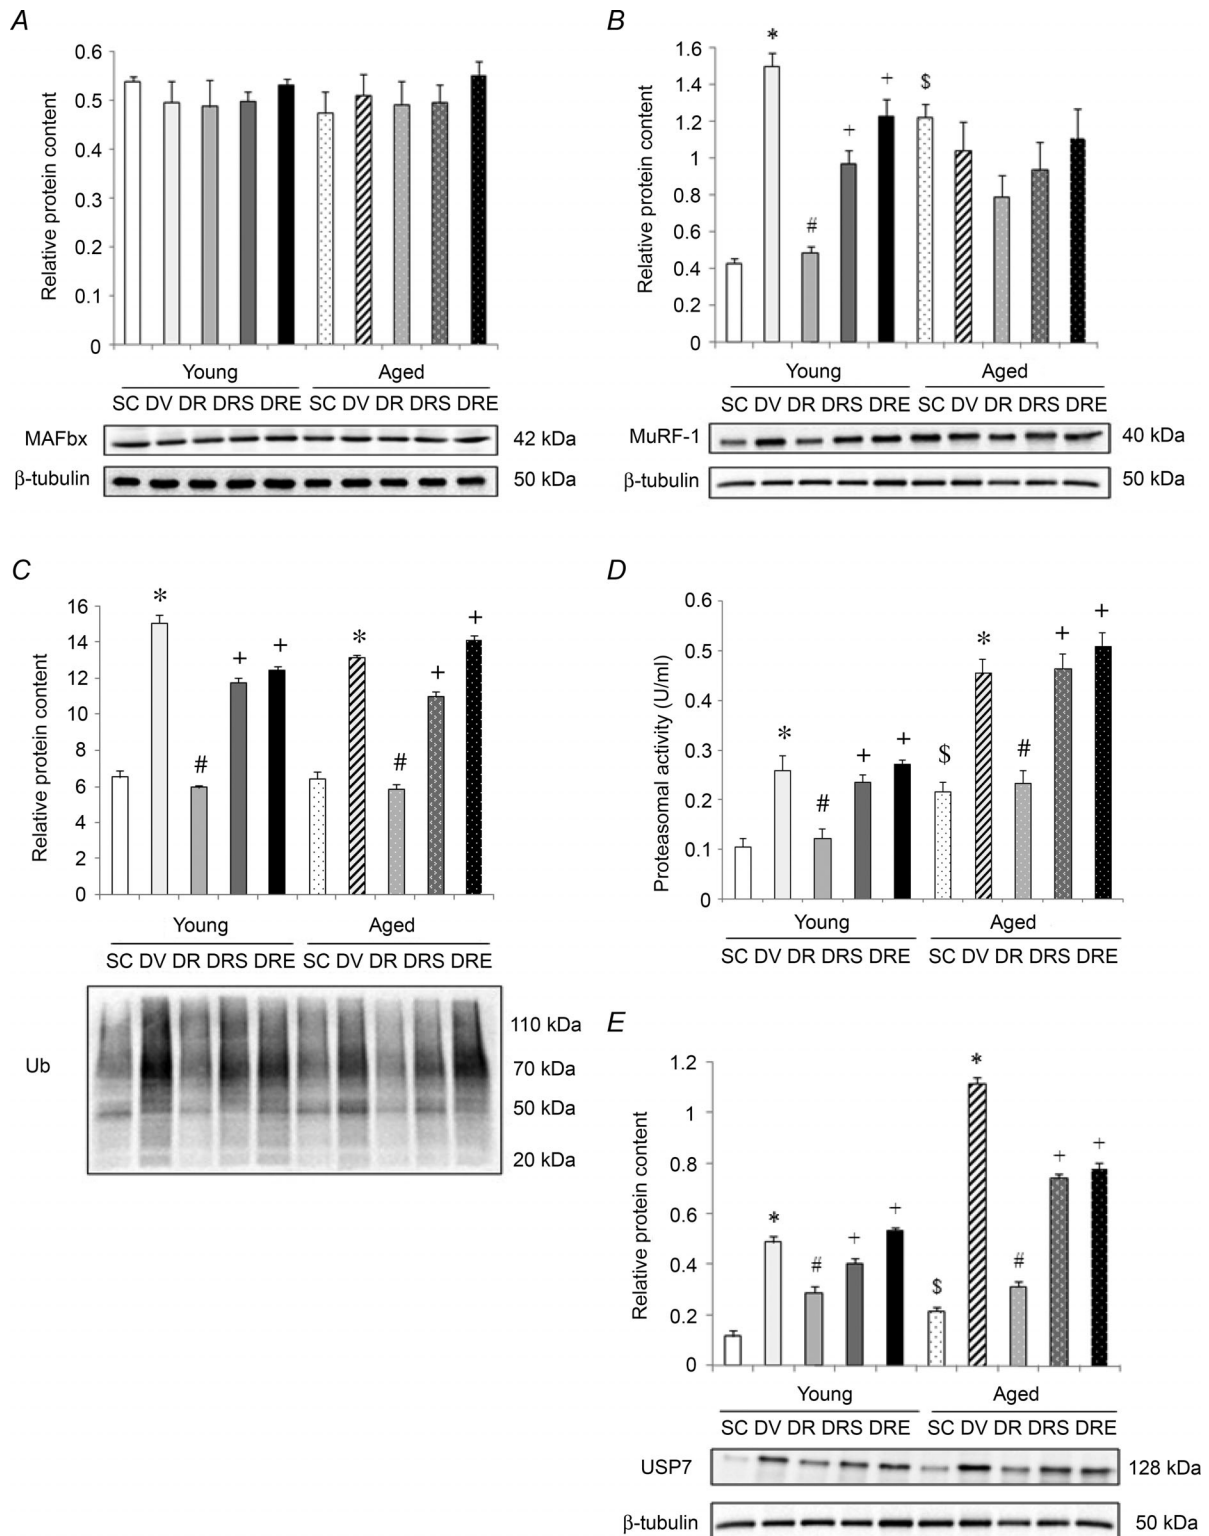 A
Relative protein content
0.6
0.5
0.4
0.3
0.2
0.1
0
Young Aged
SC DV DR DRS DRE SC DV DR DRS DRE
MAFbx 42 kDa
β-tubulin 50 kDa
B
Relative protein content
1.6
1.4
1.2
1
0.8
0.6
0.4
0.2
0
* # + + $
Young Aged
SC DV DR DRS DRE SC DV DR DRS DRE
MuRF-1 40 kDa
β-tubulin 50 kDa
C
Relative protein content
16
14
12
10
8
6
4
2
0
* # + + * # + +
Young Aged
SC DV DR DRS DRE SC DV DR DRS DRE
Ub
110 kDa
70 kDa
50 kDa
20 kDa
D
Proteasomal activity (U/ml)
0.6
0.5
0.4
0.3
0.2
0.1
0
* # + + $ * # + +
Young Aged
SC DV DR DRS DRE SC DV DR DRS DRE
E
Relative protein content
1.2
1
0.8
0.6
0.4
0.2
0
* # + + $ * # + +
Young Aged
SC DV DR DRS DRE SC DV DR DRS DRE
USP7 128 kDa
β-tubulin 50 kDa